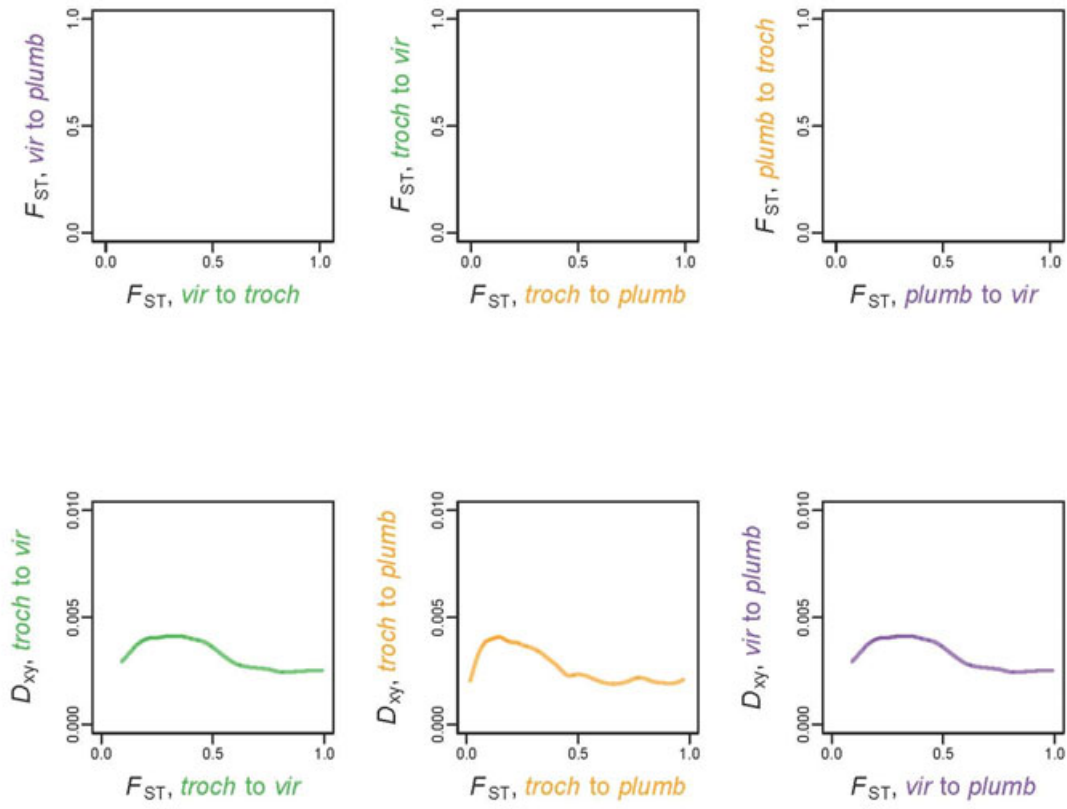 1.0
0.5
0.0
F_ST, vir to plumb
0.0 0.5 1.0
F_ST, vir to troch
1.0
0.5
0.0
F_ST, troch to vir
0.0 0.5 1.0
F_ST, troch to plumb
1.0
0.5
0.0
F_ST, plumb to troch
0.0 0.5 1.0
F_ST, plumb to vir
0.010
0.005
0.000
D_xy, troch to vir
0.0 0.5 1.0
F_ST, troch to vir
0.010
0.005
0.000
D_xy, troch to plumb
0.0 0.5 1.0
F_ST, troch to plumb
0.010
0.005
0.000
D_xy, vir to plumb
0.0 0.5 1.0
F_ST, vir to plumb